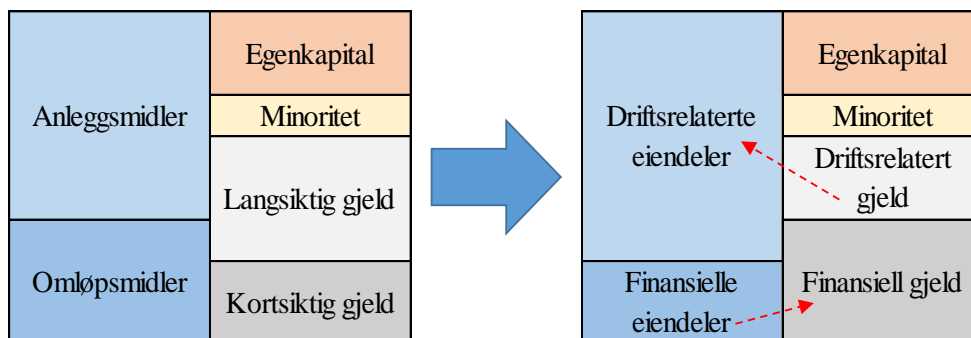 Anleggsmidler
Omløpsmidler
Egenkapital
Minoritet
Langsiktig gjeld
Kortsiktig gjeld
Driftsrelaterte
eiendeler
Finansielle
eiendeler
Egenkapital
Minoritet
Driftsrelatert
gjeld
Finansiell gjeld